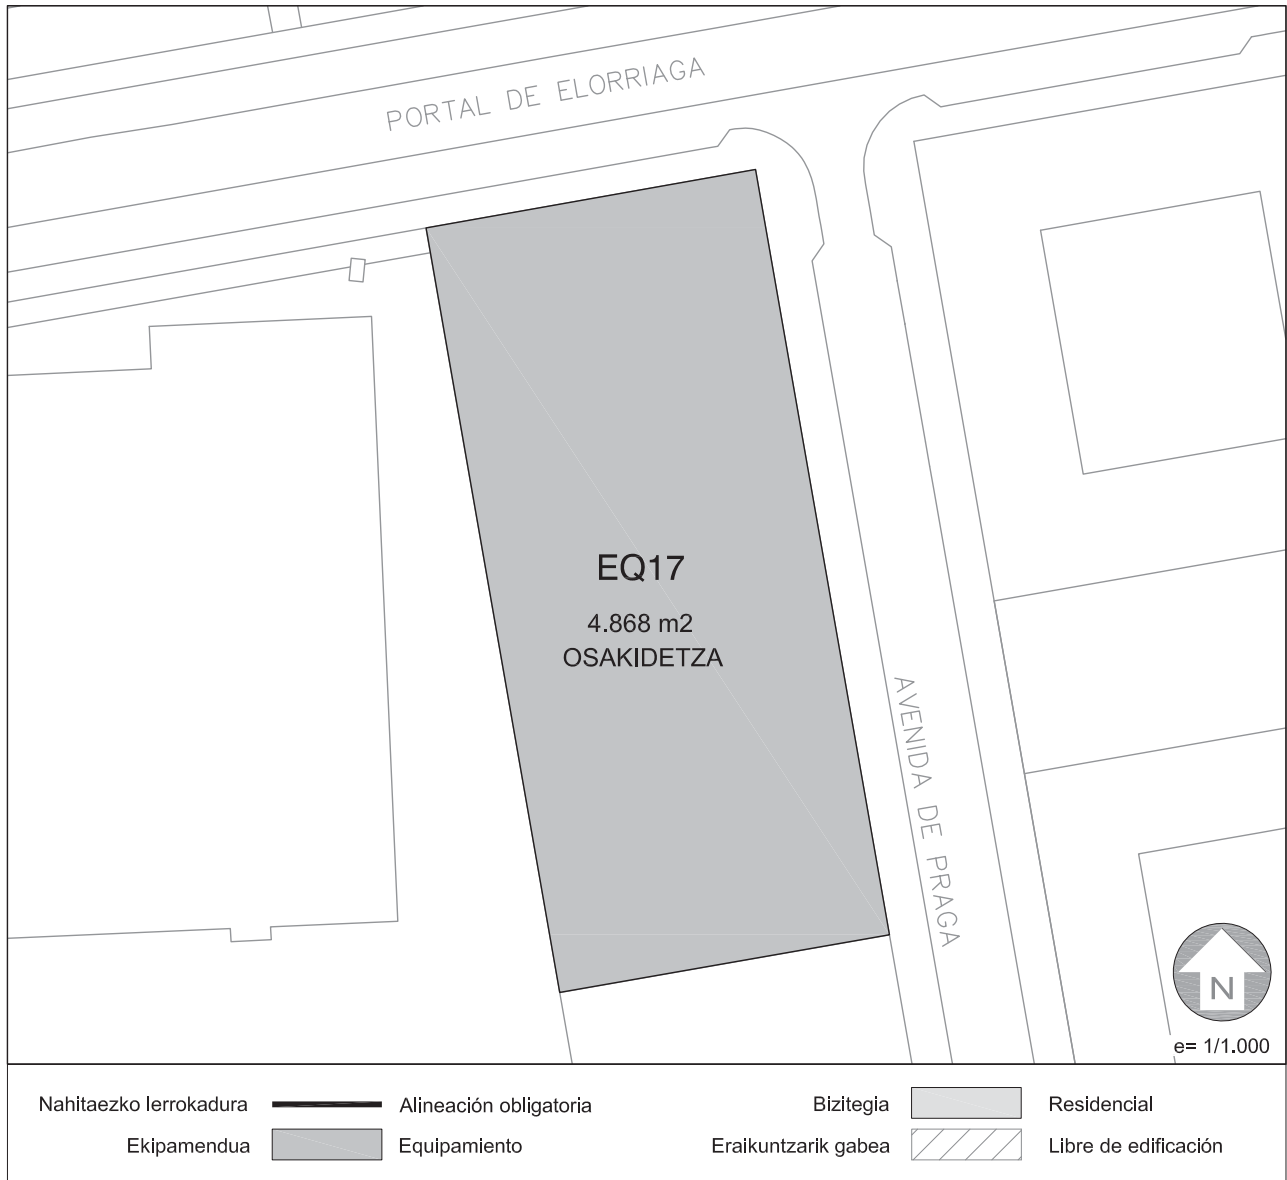 PORTAL DE ELORRIAGA
EQ17
4.868 m2
OSAKIDETZA
AVENIDA DE PRAGA
N
e= 1/1.000
Nahitaezko lerrokadura Alineación obligatoria
Ekipamendua Equipamiento
Bizitegia Residencial
Eraikuntzarik gabea Libre de edificación